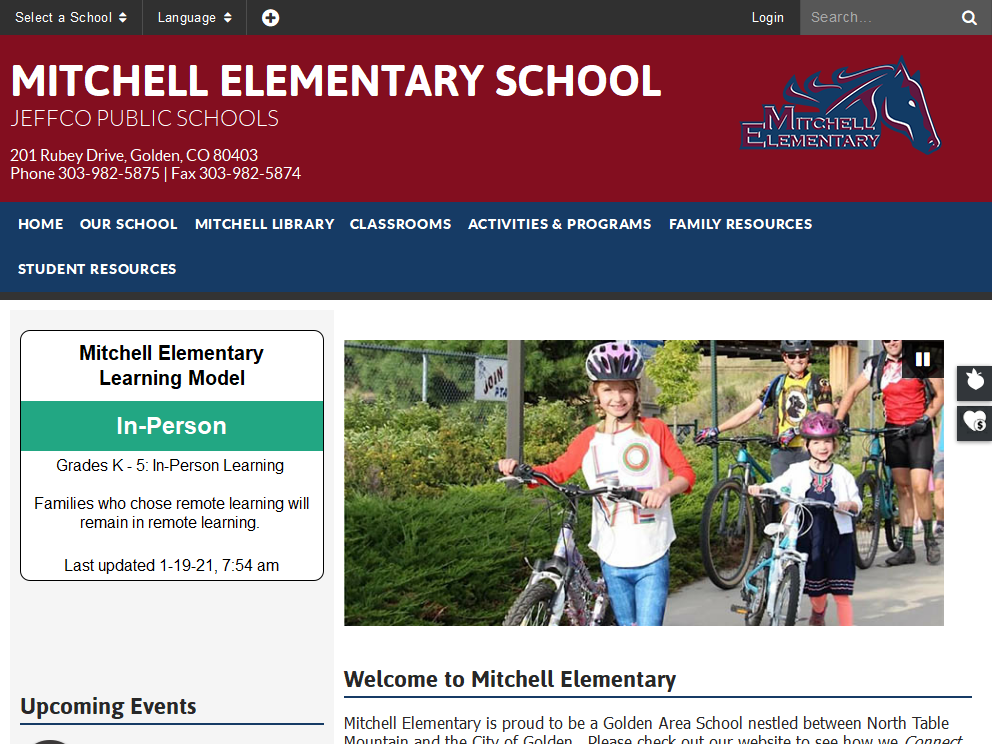 Select a School
Language
Login
Search...
MITCHELL ELEMENTARY SCHOOL
JEFFCO PUBLIC SCHOOLS
201 Rubey Drive, Golden, CO 80403
Phone 303-982-5875 | Fax 303-982-5874
MITCHELL
ELEMENTARY
HOME OUR SCHOOL MITCHELL LIBRARY CLASSROOMS ACTIVITIES & PROGRAMS FAMILY RESOURCES
STUDENT RESOURCES
Mitchell Elementary
Learning Model
In-Person
Grades K - 5: In-Person Learning
Families who chose remote learning will
remain in remote learning.
Last updated 1-19-21, 7:54 am
JOIN
PTA
Upcoming Events
Welcome to Mitchell Elementary
Mitchell Elementary is proud to be a Golden Area School nestled between North Table
Mountain and the City of Golden. Please check out our website to see how we Connect,